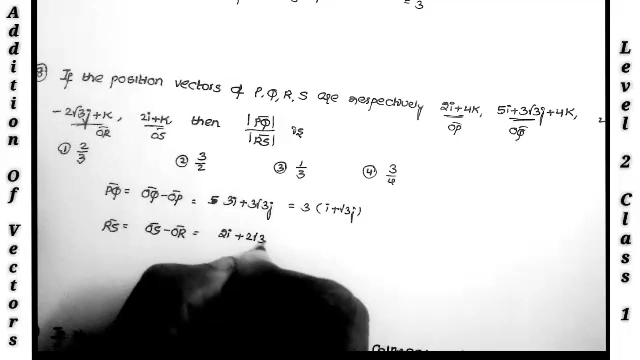 Addition Of Vectors
= 3
8) If the position vectors of P, Q, R, S are respectively 2i+4K, 5i+3√3j+4K,
-2√3j+K, 2i+K then |PQ| / |RS| is
OR OS OP OQ
① 2/3 ② 3/2 ③ 1/3 ④ 3/4
PQ = OQ-OP = 5 3i+3√3j = 3(i+√3j)
RS = OS-OR = 2i+2√3
Level 2 Class 1